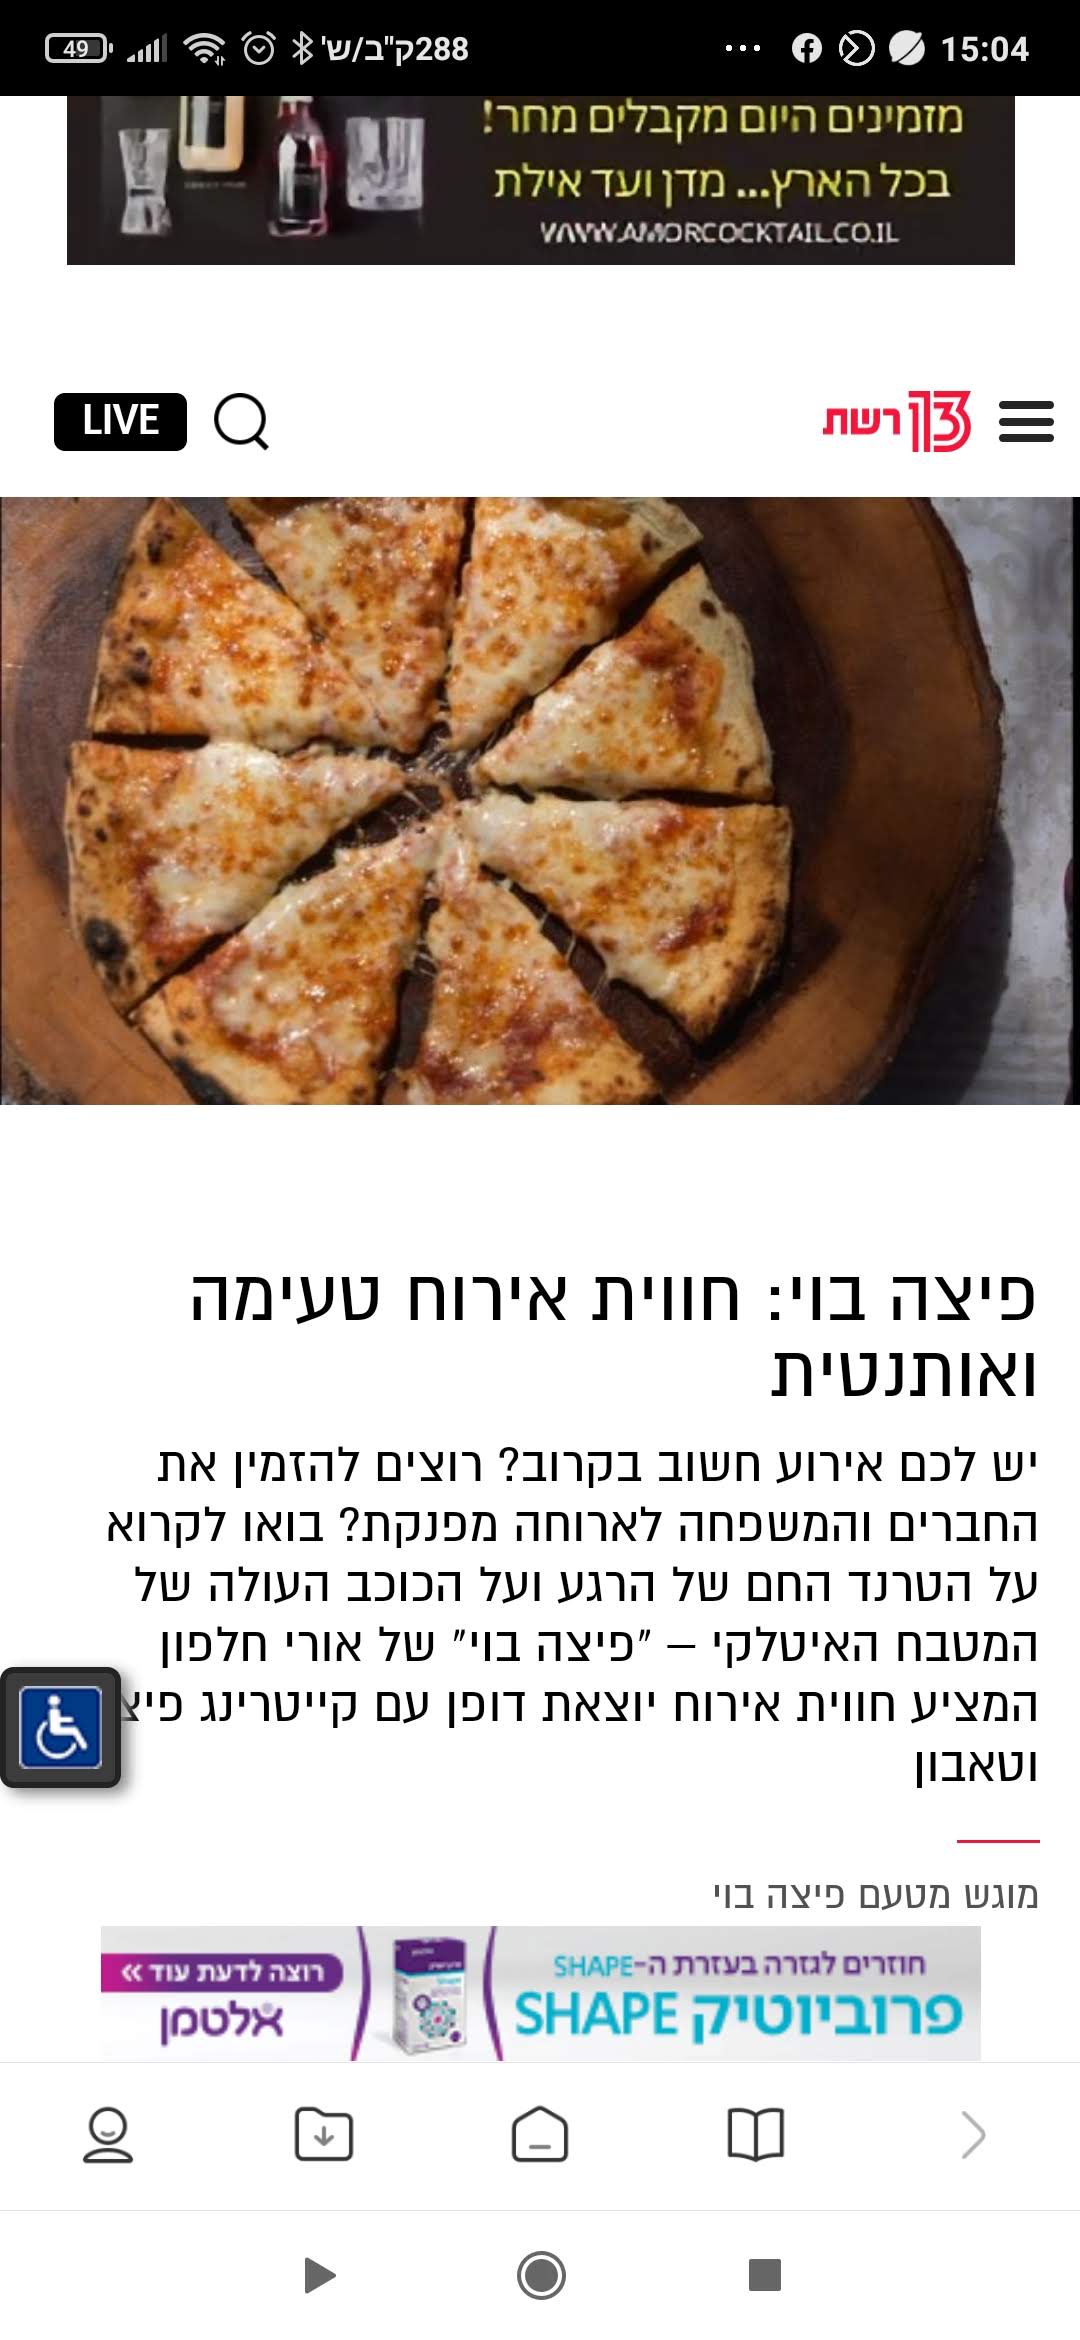 49 288ק"ב/ש' 15:04
מזמינים היום מקבלים מחר!
בכל הארץ... מדן ועד אילת
WWW.AMORCOCKTAIL.CO.IL
LIVE רשת 13
פיצה בוי: חווית אירוח טעימה
ואותנטית
יש לכם אירוע חשוב בקרוב? רוצים להזמין את
החברים והמשפחה לארוחה מפנקת? בואו לקרוא
על הטרנד החם של הרגע ועל הכוכב העולה של
המטבח האיטלקי – "פיצה בוי" של אורי חלפון
המציע חווית אירוח יוצאת דופן עם קייטרינג פיצ
וטאבון
מוגש מטעם פיצה בוי
חוזרים לגזרה בעזרת ה-SHAPE
פרוביוטיק SHAPE
רוצה לדעת עוד »
אלטמן